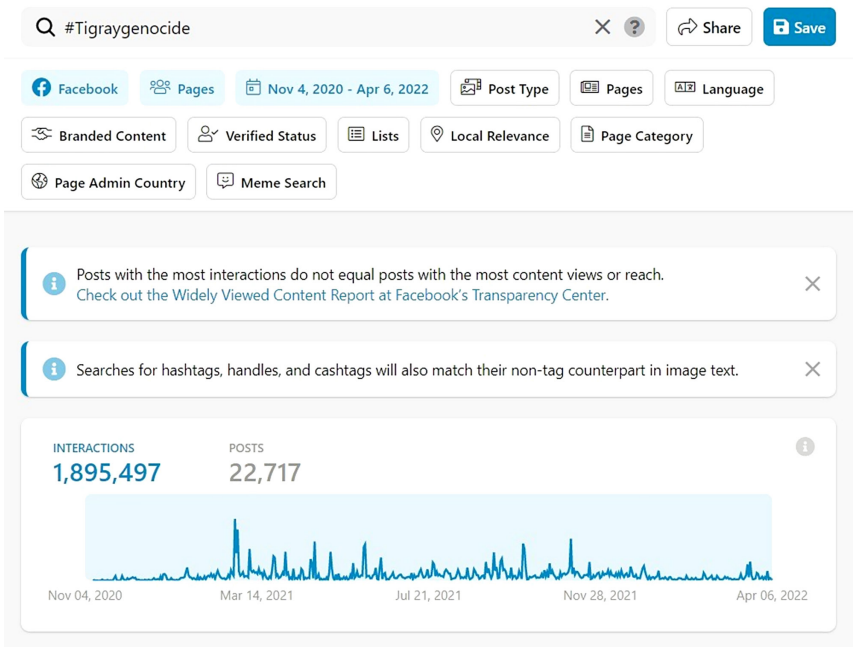 #Tigraygenocide
Share
Save
Facebook
Pages
Nov 4, 2020 - Apr 6, 2022
Post Type
Pages
Language
Branded Content
Verified Status
Lists
Local Relevance
Page Category
Page Admin Country
Meme Search
Posts with the most interactions do not equal posts with the most content views or reach.
Check out the Widely Viewed Content Report at Facebook's Transparency Center.
Searches for hashtags, handles, and cashtags will also match their non-tag counterpart in image text.
INTERACTIONS
1,895,497
POSTS
22,717
Nov 04, 2020
Mar 14, 2021
Jul 21, 2021
Nov 28, 2021
Apr 06, 2022